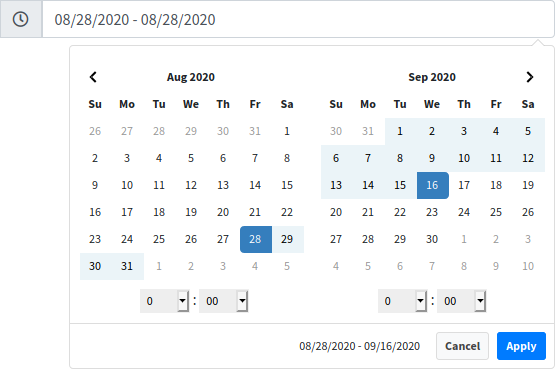 08/28/2020 - 08/28/2020
Aug 2020 Sep 2020
Su Mo Tu We Th Fr Sa Su Mo Tu We Th Fr Sa
26 27 28 29 30 31 1 30 31 1 2 3 4 5
2 3 4 5 6 7 8 6 7 8 9 10 11 12
9 10 11 12 13 14 15 13 14 15 16 17 18 19
16 17 18 19 20 21 22 20 21 22 23 24 25 26
23 24 25 26 27 28 29 27 28 29 30 1 2 3
30 31 1 2 3 4 5 4 5 6 7 8 9 10
0 : 00 0 : 00
08/28/2020 - 09/16/2020 Cancel Apply